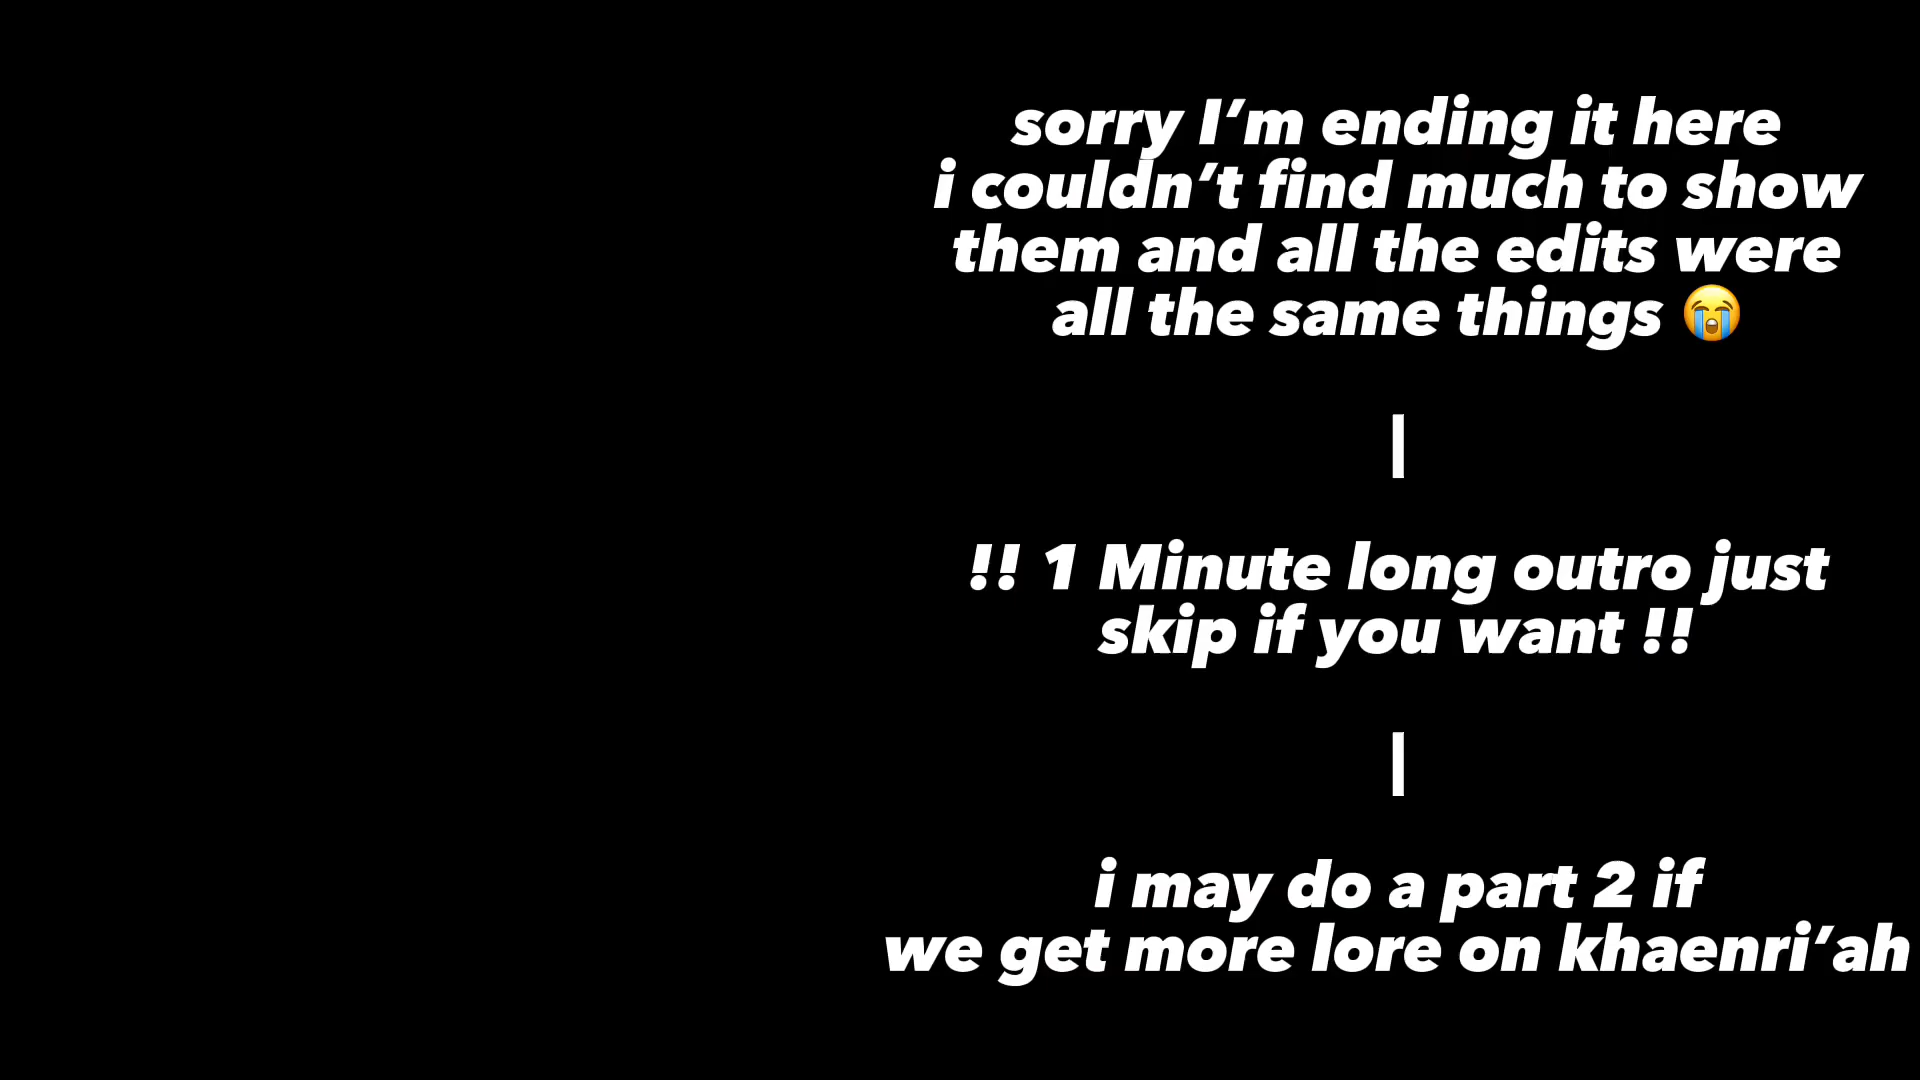 sorry I’m ending it here
i couldn’t find much to show
them and all the edits were
all the same things 😭
|
!! 1 Minute long outro just
skip if you want !!
|
i may do a part 2 if
we get more lore on khaenri’ah